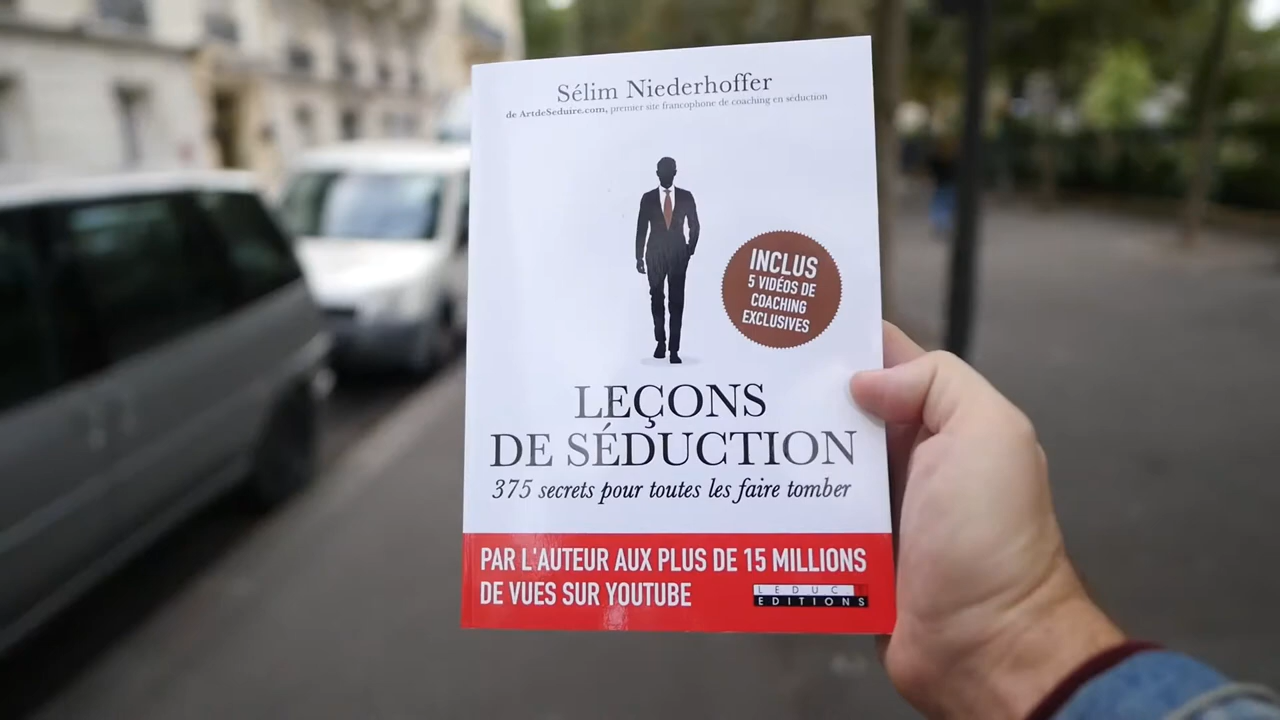 Sélim Niederhoffer
de ArtdeSeduire.com, premier site francophone de coaching en séduction
INCLUS
5 VIDÉOS DE
COACHING
EXCLUSIVES
LEÇONS
DE SÉDUCTION
375 secrets pour toutes les faire tomber
PAR L'AUTEUR AUX PLUS DE 15 MILLIONS
DE VUES SUR YOUTUBE
LEDUC
EDITIONS